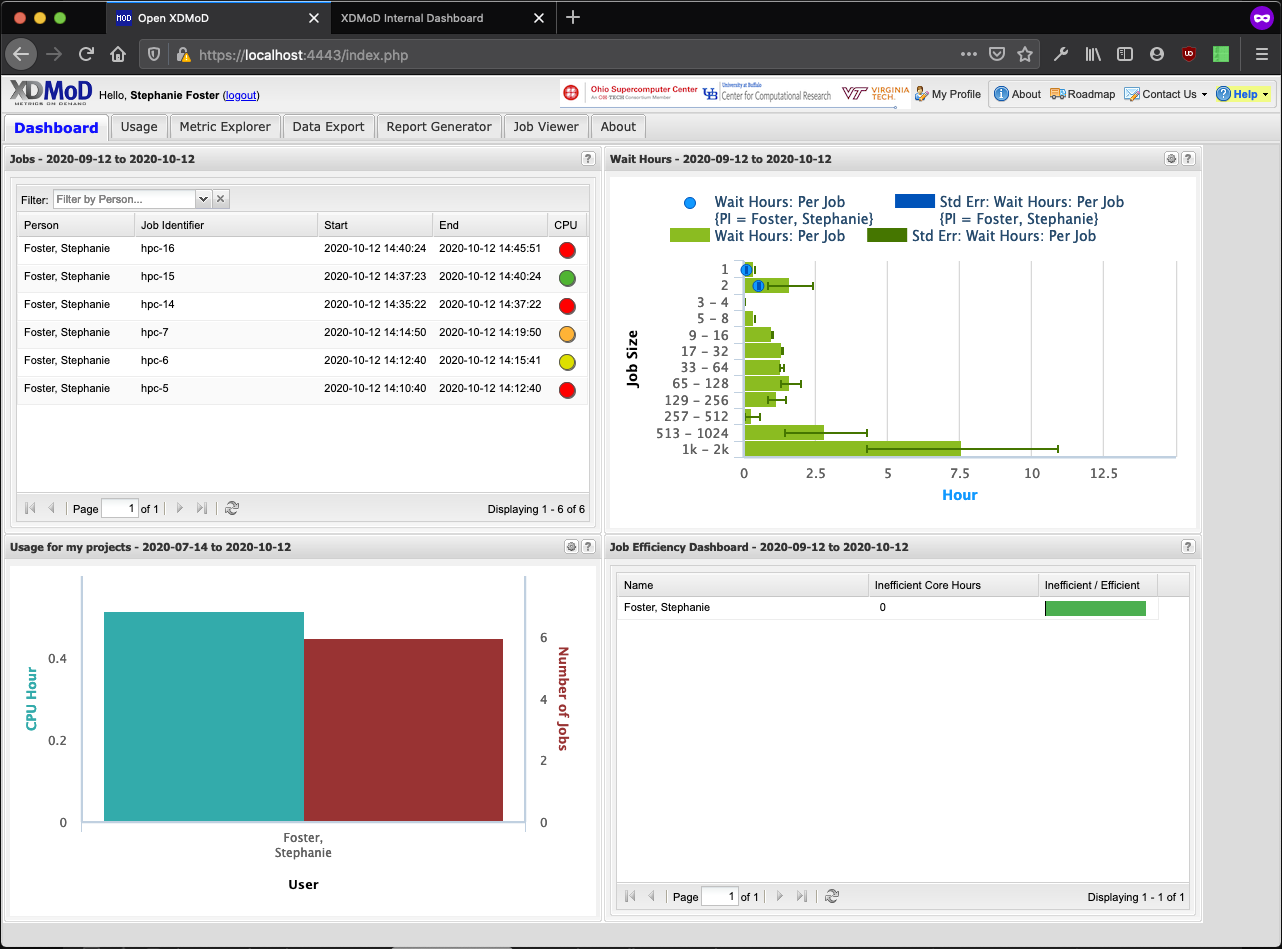 MOD Open XDMoD
XDMoD Internal Dashboard
https://localhost:4443/index.php
XDMoD
METRICS ON DEMAND
Hello, Stephanie Foster (logout)
Ohio Supercomputer Center
An OH·TECH Consortium Member
University at Buffalo
Center for Computational Research
VIRGINIA TECH.
My Profile
About
Roadmap
Contact Us
Help
Dashboard
Usage
Metric Explorer
Data Export
Report Generator
Job Viewer
About
Jobs - 2020-09-12 to 2020-10-12
Filter: Filter by Person...
Person Job Identifier Start End CPU
Foster, Stephanie hpc-16 2020-10-12 14:40:24 2020-10-12 14:45:51
Foster, Stephanie hpc-15 2020-10-12 14:37:23 2020-10-12 14:40:24
Foster, Stephanie hpc-14 2020-10-12 14:35:22 2020-10-12 14:37:22
Foster, Stephanie hpc-7 2020-10-12 14:14:50 2020-10-12 14:19:50
Foster, Stephanie hpc-6 2020-10-12 14:12:40 2020-10-12 14:15:41
Foster, Stephanie hpc-5 2020-10-12 14:10:40 2020-10-12 14:12:40
Page 1 of 1
Displaying 1 - 6 of 6
Wait Hours - 2020-09-12 to 2020-10-12
Wait Hours: Per Job
{PI = Foster, Stephanie}
Std Err: Wait Hours: Per Job
{PI = Foster, Stephanie}
Wait Hours: Per Job
Std Err: Wait Hours: Per Job
Job Size
1
2
3 - 4
5 - 8
9 - 16
17 - 32
33 - 64
65 - 128
129 - 256
257 - 512
513 - 1024
1k - 2k
0 2.5 5 7.5 10 12.5
Hour
Usage for my projects - 2020-07-14 to 2020-10-12
CPU Hour
0.4
0.2
0
Number of Jobs
6
4
2
0
Foster,
Stephanie
User
Job Efficiency Dashboard - 2020-09-12 to 2020-10-12
Name Inefficient Core Hours Inefficient / Efficient
Foster, Stephanie 0
Page 1 of 1
Displaying 1 - 1 of 1